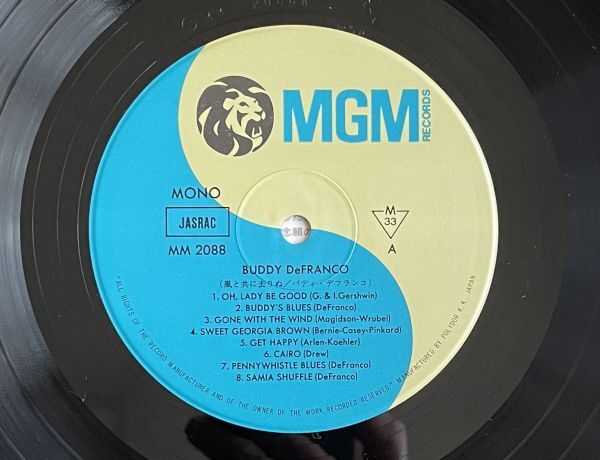 MGM
RECORDS
MONO
JASRAC
MM 2088
M
33
A
BUDDY DeFRANCO
(風と共に去りぬ/バディ・デフランコ)
1. OH, LADY BE GOOD (G. & I.Gershwin)
2. BUDDY'S BLUES (DeFranco)
3. GONE WITH THE WIND (Magidson-Wrubel)
4. SWEET GEORGIA BROWN (Bernie-Casey-Pinkard)
5. GET HAPPY (Arlen-Koehler)
6. CAIRO (Drew)
7. PENNYWHISTLE BLUES (DeFranco)
8. SAMIA SHUFFLE (DeFranco)
"ALL RIGHTS OF THE RECORD MANUFACTURER AND OF THE OWNER OF THE WORK RECORDED RESERVED." MANUFACTURED BY POLYDOR K. K., JAPAN